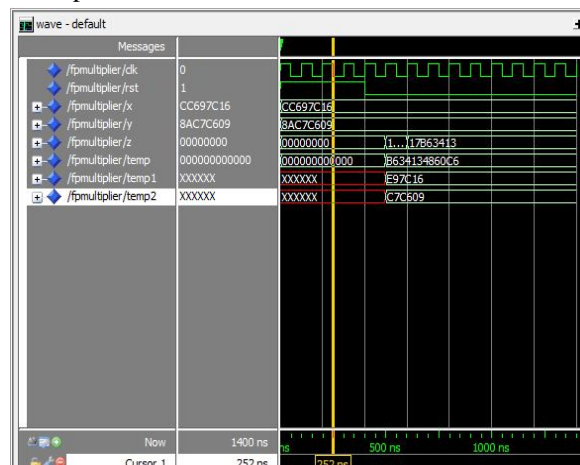 wave - default
Messages
/fpmultiplier/clk 0
/fpmultiplier/rst 1
/fpmultiplier/x CC697C16 CC697C16
/fpmultiplier/y 8AC7C609 8AC7C609
/fpmultiplier/z 00000000 00000000 1... 17B63413
/fpmultiplier/temp 000000000000 000000000000 B634134860C6
/fpmultiplier/temp1 XXXXXX XXXXXX E97C16
/fpmultiplier/temp2 XXXXXX XXXXXX C7C609
Now 1400 ns ns 500 ns 1000 ns
Cursor 1 252 ns 252 ns